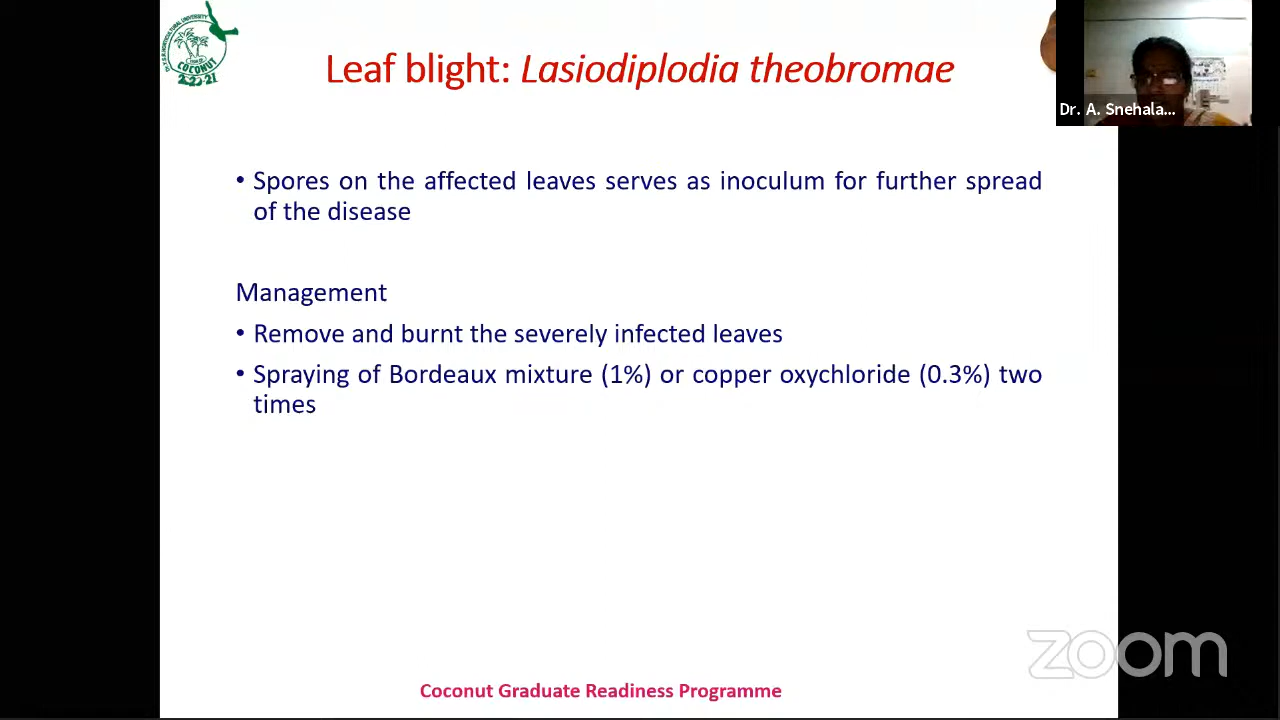 COCONUT
Leaf blight: Lasiodiplodia theobromae
Dr. A. Snehala...
• Spores on the affected leaves serves as inoculum for further spread
of the disease
Management
• Remove and burnt the severely infected leaves
• Spraying of Bordeaux mixture (1%) or copper oxychloride (0.3%) two
times
zoom
Coconut Graduate Readiness Programme